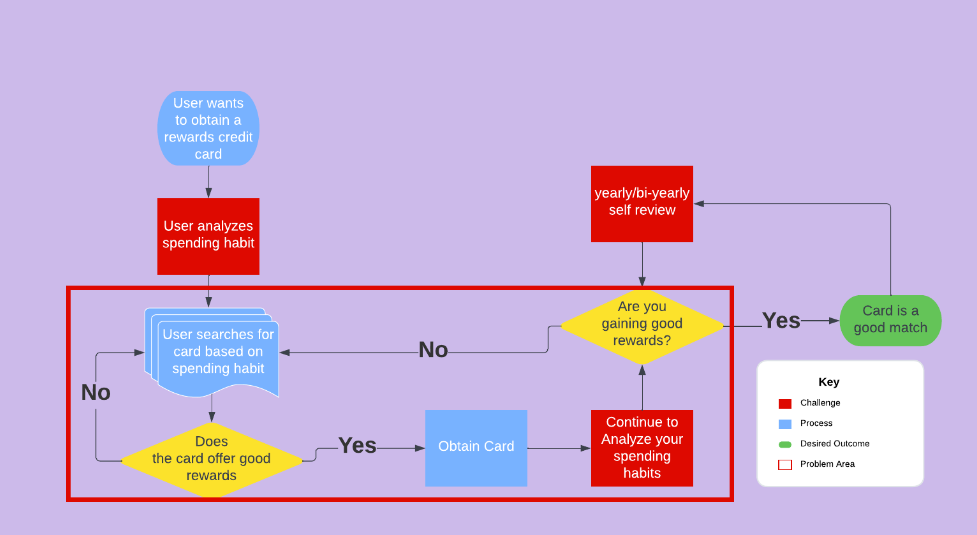 User wants
to obtain a
rewards credit
card
User analyzes
spending habit
User searches for
card based on
spending habit
No
Does
the card offer good
rewards
Yes
Obtain Card
Continue to
Analyze your
spending
habits
Are you
gaining good
rewards?
No
yearly/bi-yearly
self review
Yes
Card is a
good match
Key
Challenge
Process
Desired Outcome
Problem Area